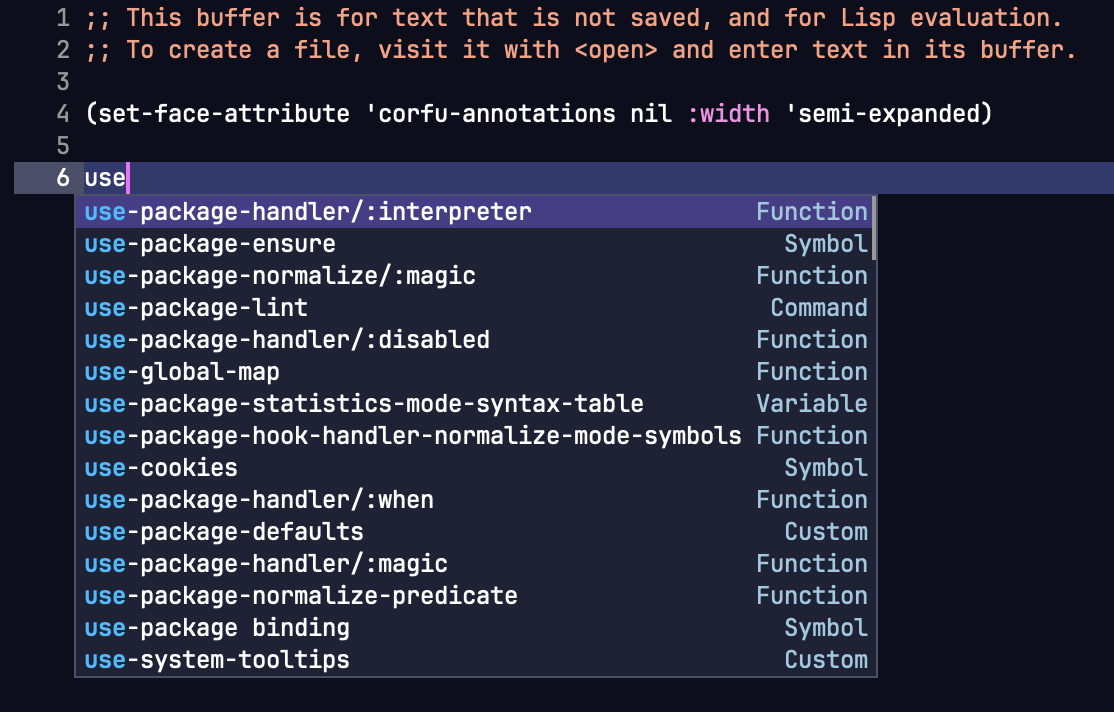 1 ;; This buffer is for text that is not saved, and for Lisp evaluation.
2 ;; To create a file, visit it with <open> and enter text in its buffer.
3
4 (set-face-attribute 'corfu-annotations nil :width 'semi-expanded)
5
6 use
use-package-handler/:interpreter Function
use-package-ensure Symbol
use-package-normalize/:magic Function
use-package-lint Command
use-package-handler/:disabled Function
use-global-map Function
use-package-statistics-mode-syntax-table Variable
use-package-hook-handler-normalize-mode-symbols Function
use-cookies Symbol
use-package-handler/:when Function
use-package-defaults Custom
use-package-handler/:magic Function
use-package-normalize-predicate Function
use-package binding Symbol
use-system-tooltips Custom